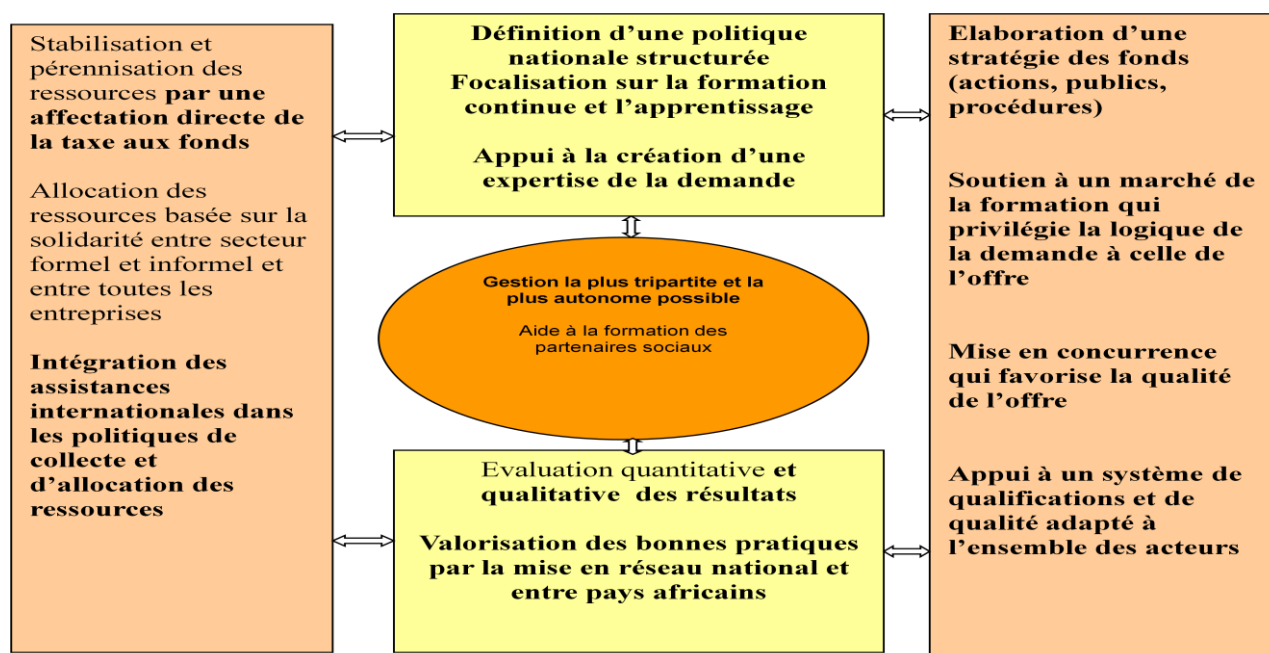 Stabilisation et
pérennisation des
ressources par une
affectation directe de
la taxe aux fonds
Allocation des
ressources basée sur la
solidarité entre secteur
formel et informel et
entre toutes les
entreprises
Intégration des
assistances
internationales dans
les politiques de
collecte et
d’allocation des
ressources
Définition d’une politique
nationale structurée
Focalisation sur la formation
continue et l’apprentissage
Appui à la création d’une
expertise de la demande
Gestion la plus tripartite et la
plus autonome possible
Aide à la formation des
partenaires sociaux
Evaluation quantitative et
qualitative des résultats
Valorisation des bonnes pratiques
par la mise en réseau national et
entre pays africains
Elaboration d’une
stratégie des fonds
(actions, publics,
procédures)
Soutien à un marché de
la formation qui
privilégie la logique de
la demande à celle de
l’offre
Mise en concurrence
qui favorise la qualité
de l’offre
Appui à un système de
qualifications et de
qualité adapté à
l’ensemble des acteurs